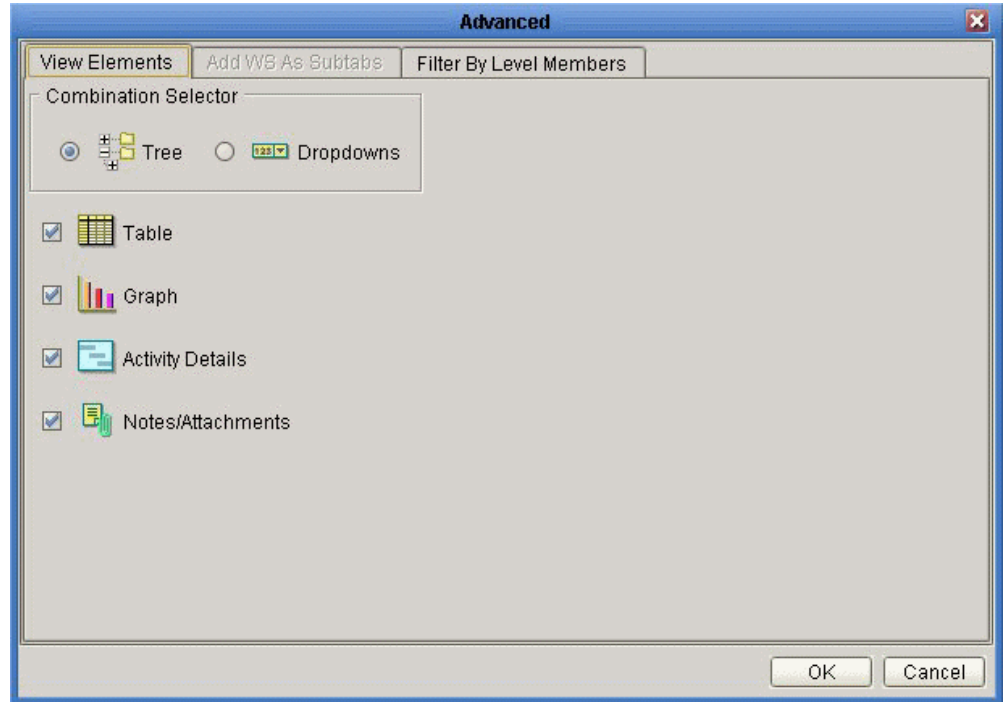 Advanced
View Elements Add WS As Subtabs Filter By Level Members
Combination Selector
Tree 123 Dropdowns
Table
Graph
Activity Details
Notes/Attachments
OK Cancel